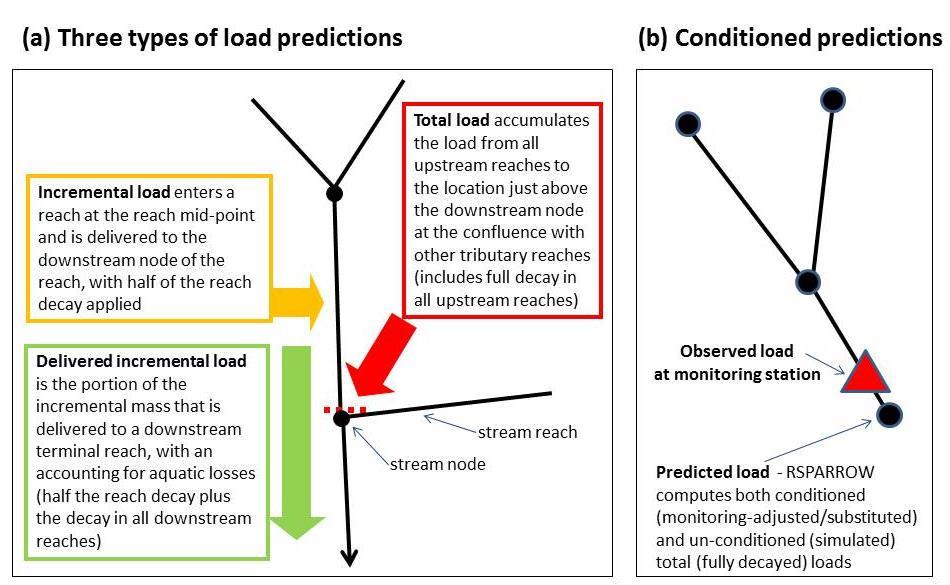 (a) Three types of load predictions
Incremental load enters a
reach at the reach mid-point
and is delivered to the
downstream node of the
reach, with half of the reach
decay applied
Total load accumulates
the load from all
upstream reaches to
the location just above
the downstream node
at the confluence with
other tributary reaches
(includes full decay in
all upstream reaches)
Delivered incremental load
is the portion of the
incremental mass that is
delivered to a downstream
terminal reach, with an
accounting for aquatic losses
(half the reach decay plus
the decay in all downstream
reaches)
stream reach
stream node
(b) Conditioned predictions
Observed load
at monitoring station
Predicted load - RSPARROW
computes both conditioned
(monitoring-adjusted/substituted)
and un-conditioned (simulated)
total (fully decayed) loads